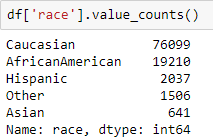 df['race'].value_counts()
Caucasian 76099
AfricanAmerican 19210
Hispanic 2037
Other 1506
Asian 641
Name: race, dtype: int64